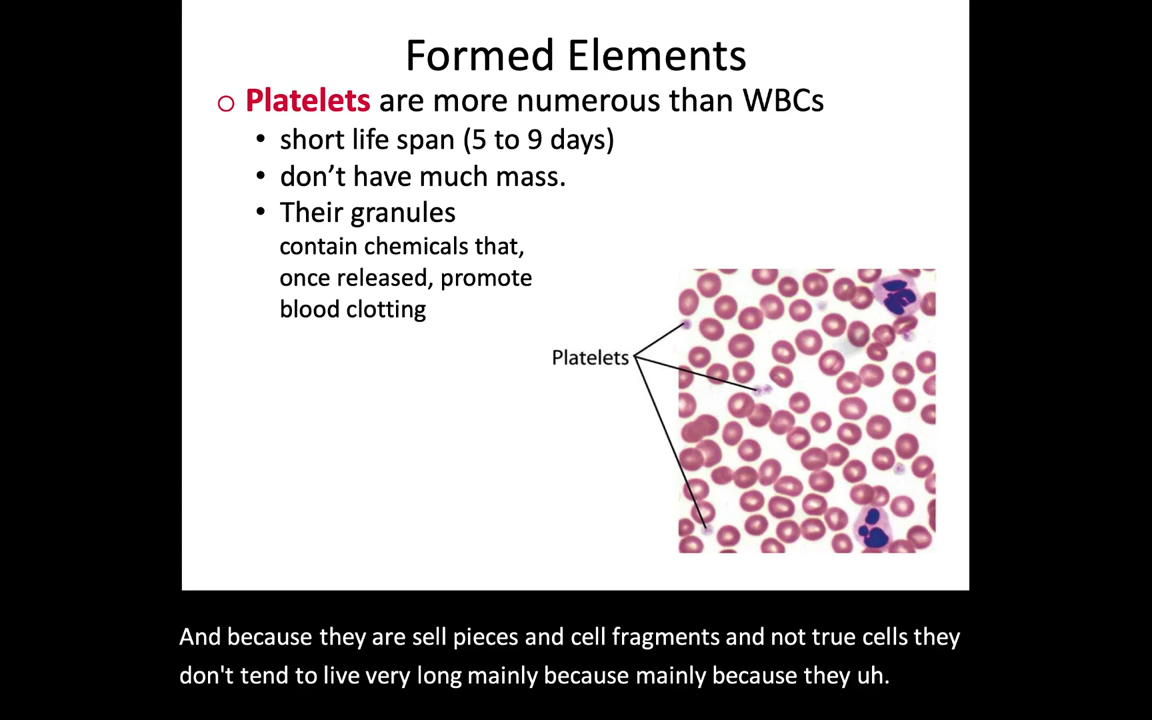 Formed Elements
o Platelets are more numerous than WBCs
• short life span (5 to 9 days)
• don’t have much mass.
• Their granules
contain chemicals that,
once released, promote
blood clotting
Platelets
And because they are sell pieces and cell fragments and not true cells they
don't tend to live very long mainly because mainly because they uh.